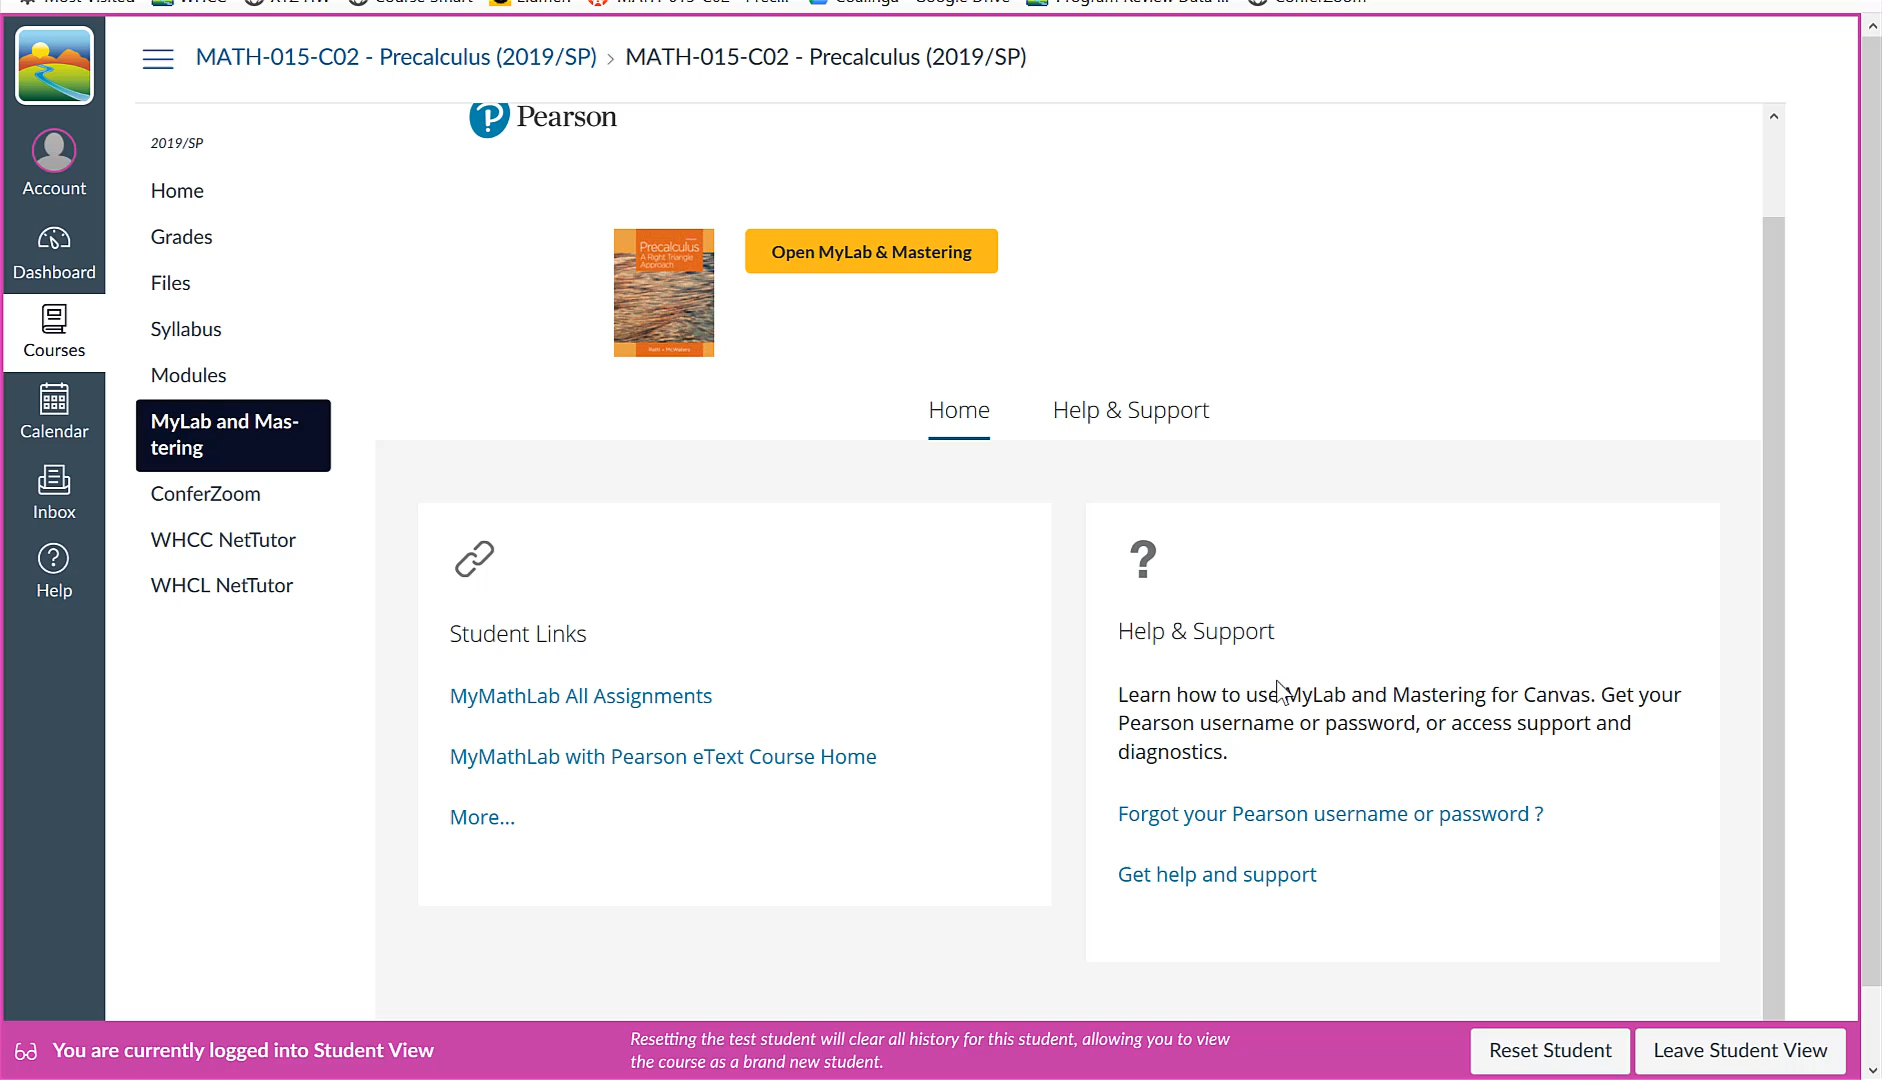 MATH-015-C02 - Precalculus (2019/SP) › MATH-015-C02 - Precalculus (2019/SP)
Account
Dashboard
Courses
Calendar
Inbox
Help
2019/SP
Home
Grades
Files
Syllabus
Modules
MyLab and Mas-
tering
ConferZoom
WHCC NetTutor
WHCL NetTutor
Pearson
Precalculus
A Right Triangle
Approach
Open MyLab & Mastering
Home
Help & Support
Student Links
MyMathLab All Assignments
MyMathLab with Pearson eText Course Home
More...
?
Help & Support
Learn how to use MyLab and Mastering for Canvas. Get your
Pearson username or password, or access support and
diagnostics.
Forgot your Pearson username or password ?
Get help and support
You are currently logged into Student View
Resetting the test student will clear all history for this student, allowing you to view
the course as a brand new student.
Reset Student
Leave Student View